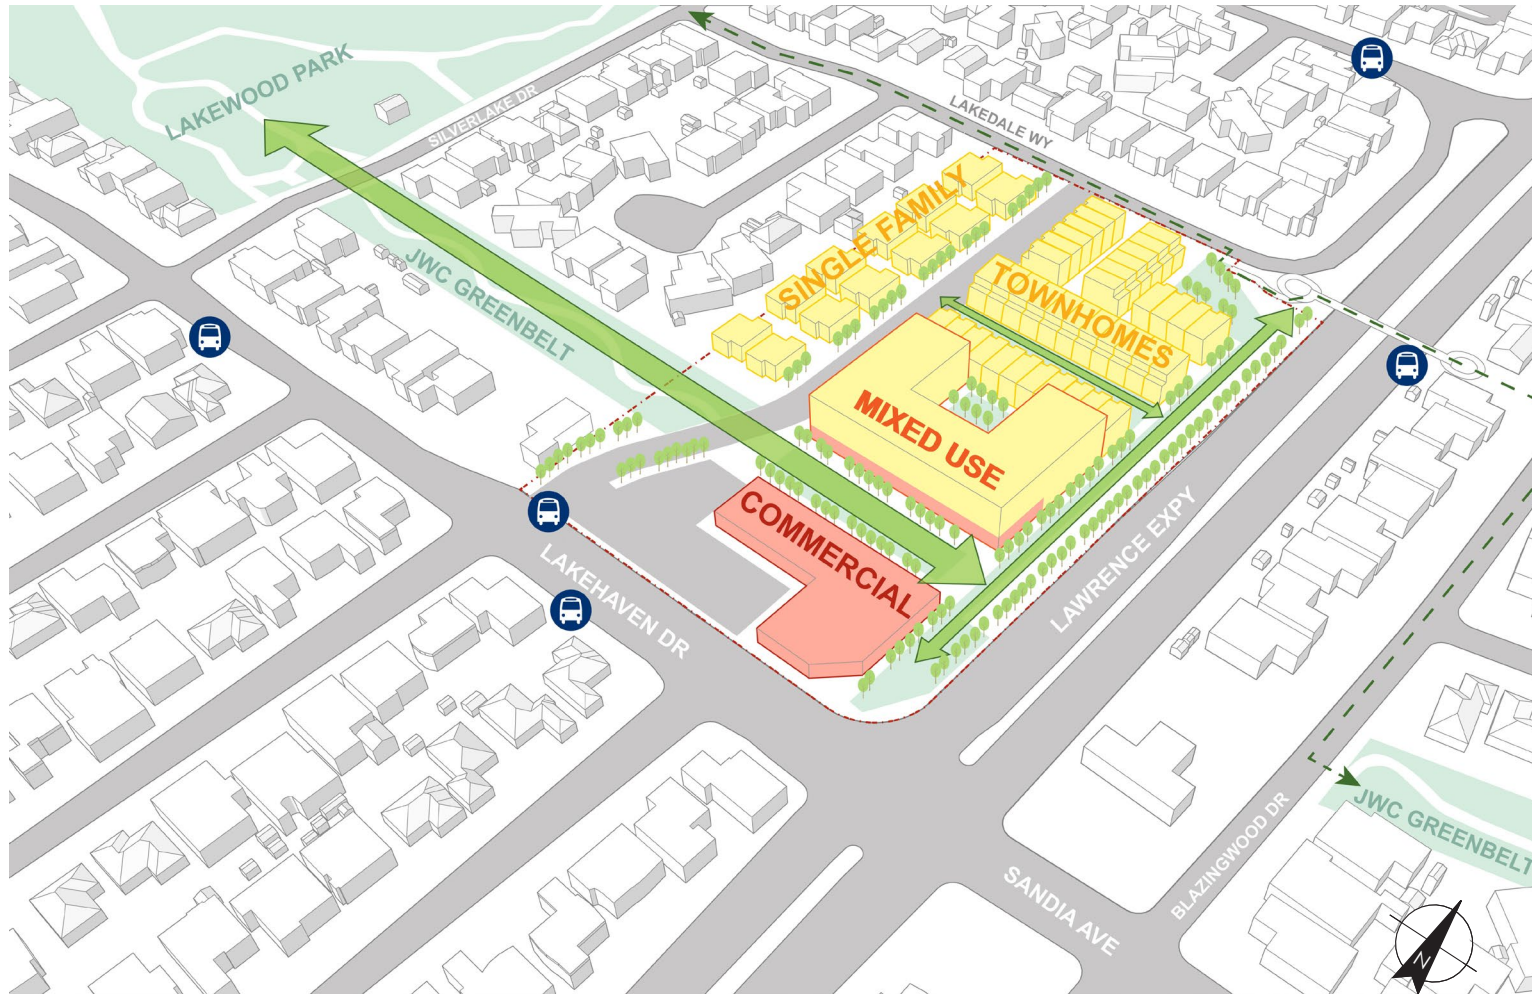 LAKEWOOD PARK
SILVERLAKE DR
LAKEDALE WY
SINGLE FAMILY
JWC GREENBELT
TOWNHOMES
MIXED USE
COMMERCIAL
LAKEHAVEN DR
LAWRENCE EXPY
JWC GREENBELT
BLAZINGWOOD DR
SANDIA AVE
N